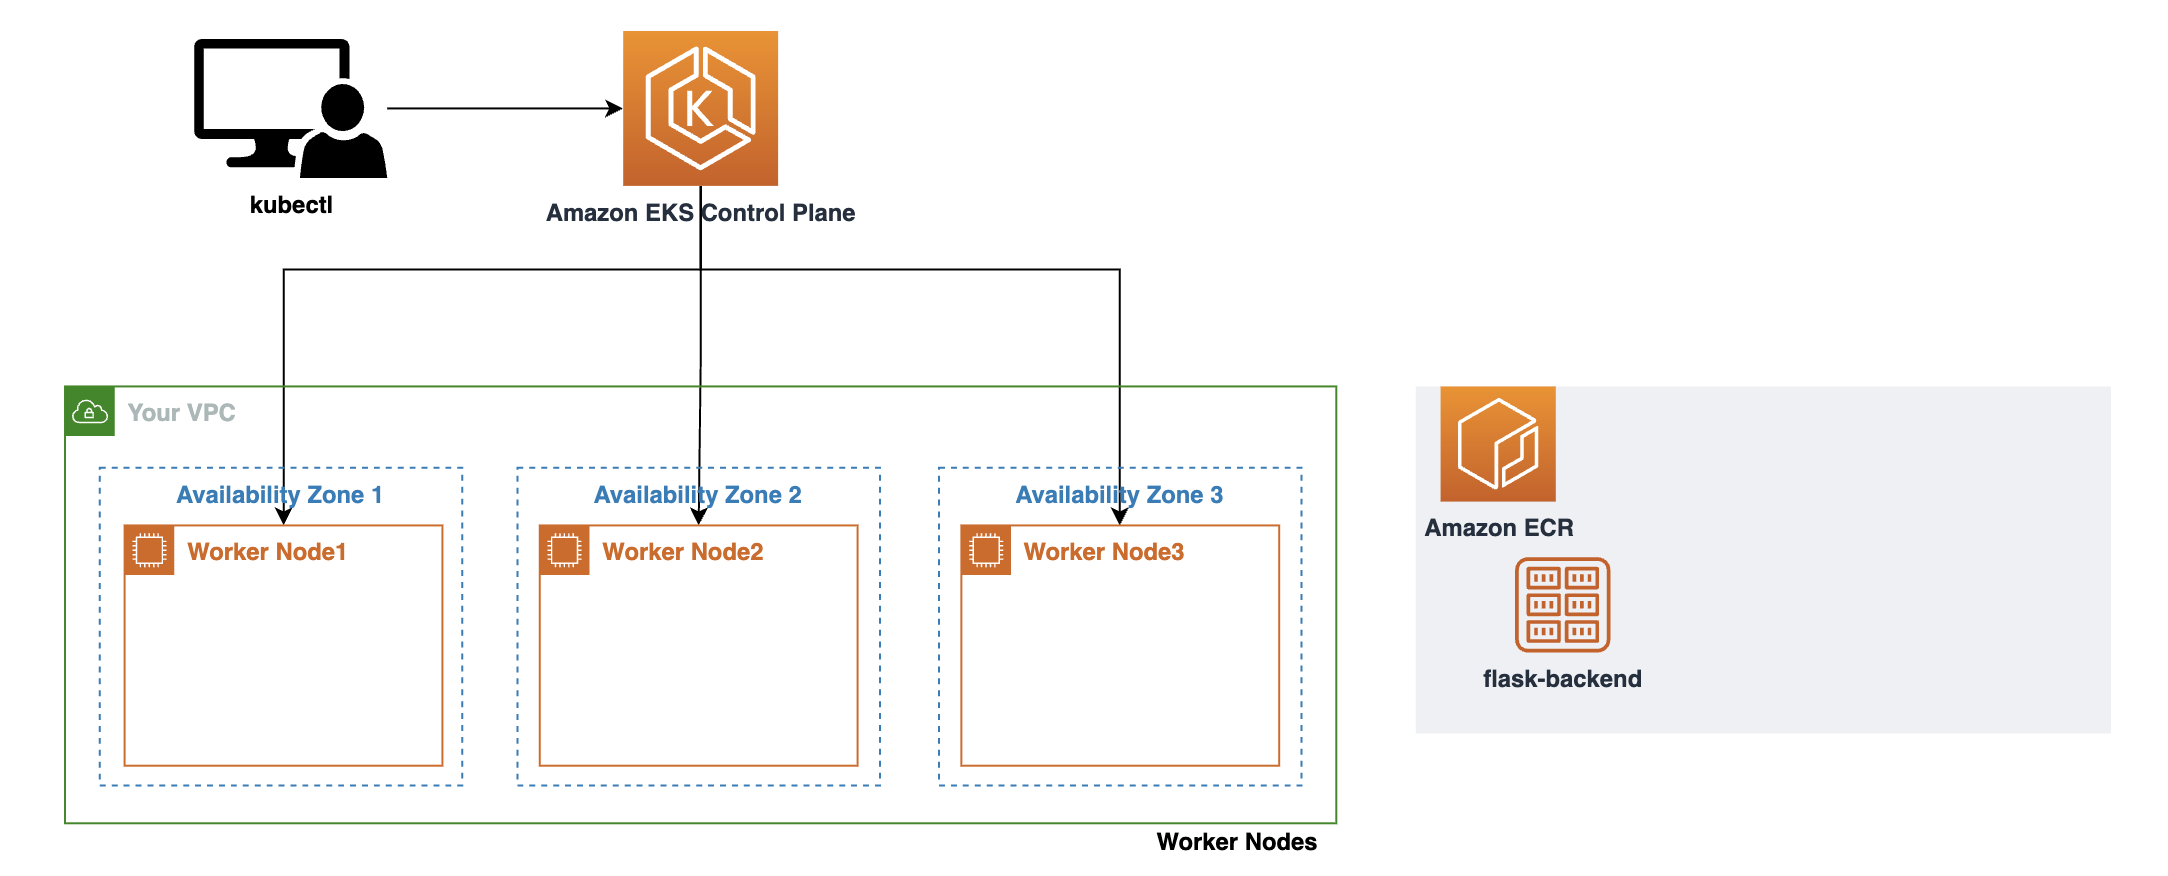 kubectl
K
Amazon EKS Control Plane
Your VPC
Availability Zone 1
Availability Zone 2
Availability Zone 3
Worker Node1
Worker Node2
Worker Node3
Worker Nodes
Amazon ECR
flask-backend